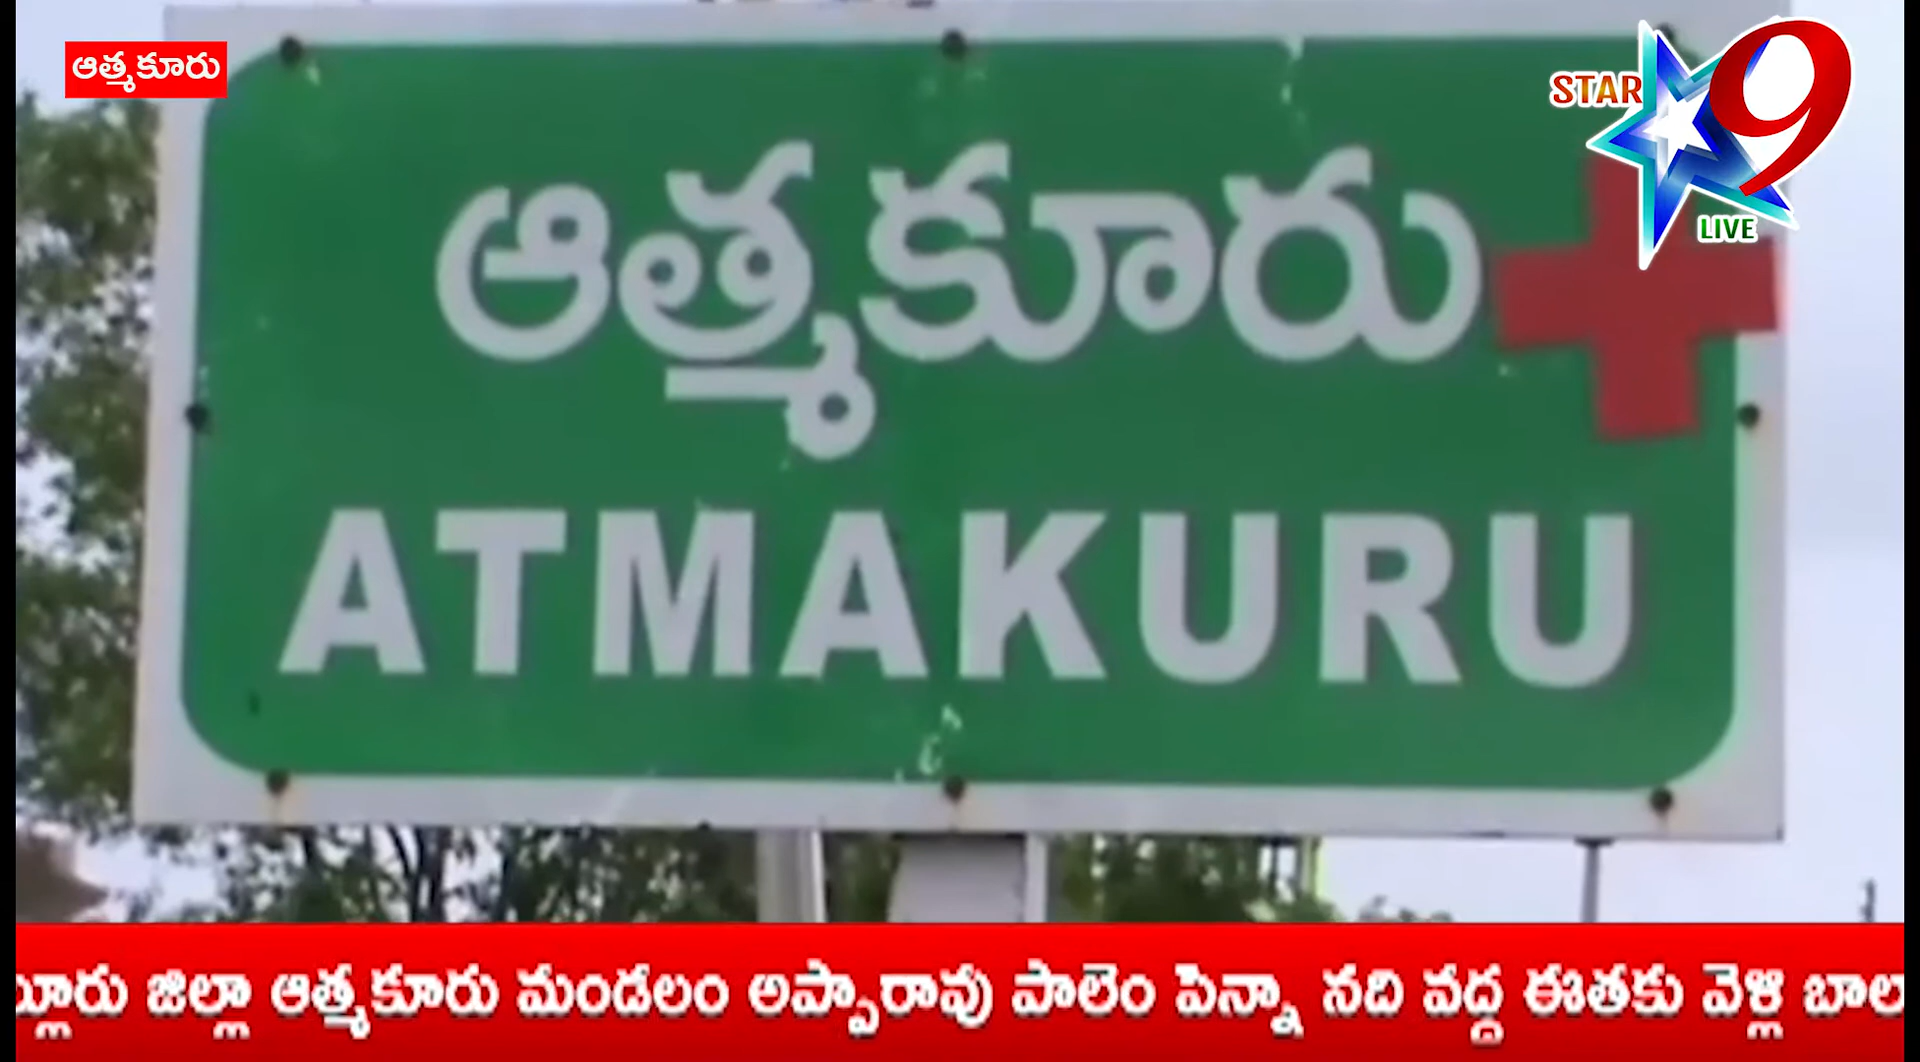 ఆత్మకూరు
STAR 9
LIVE
ఆత్మకూరు
ATMAKURU
జిల్లా ఆత్మకూరు మండలం అప్పారావు పాలెం పెన్నా నది వద్ద ఈతకు వెళ్లి